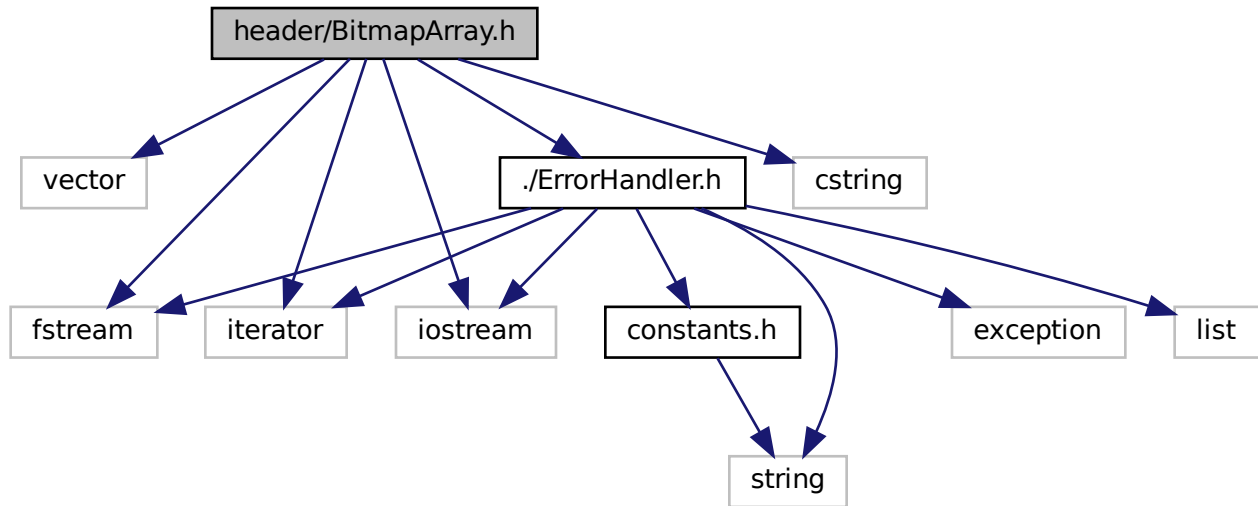 header/BitmapArray.h
vector
./ErrorHandler.h
cstring
fstream
iterator
iostream
constants.h
exception
list
string